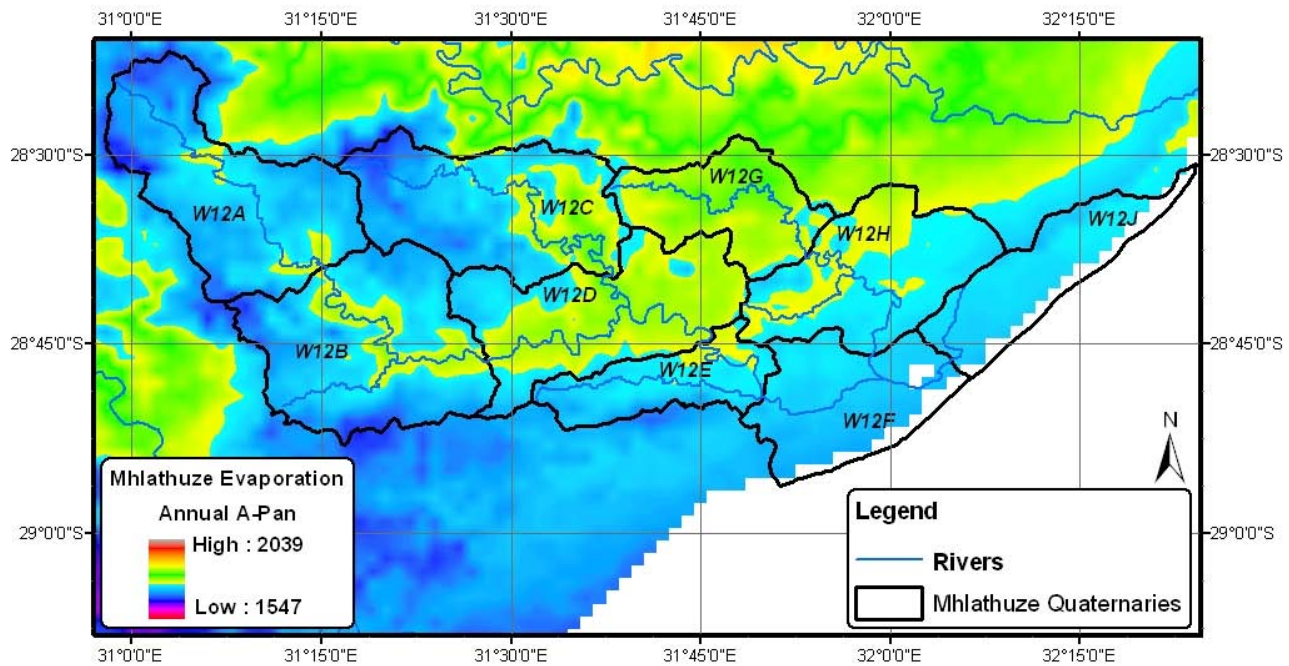 31°0'0"E 31°15'0"E 31°30'0"E 31°45'0"E 32°0'0"E 32°15'0"E
28°30'0"S 28°30'0"S
W12G
W12C
W12A
W12H
W12J
W12D
28°45'0"S 28°45'0"S
W12B
W12E
W12F
N
Mhlathuze Evaporation
Annual A-Pan
High : 2039
Low : 1547
Legend
Rivers
Mhlathuze Quaternaries
29°0'0"S 29°0'0"S
31°0'0"E 31°15'0"E 31°30'0"E 31°45'0"E 32°0'0"E 32°15'0"E